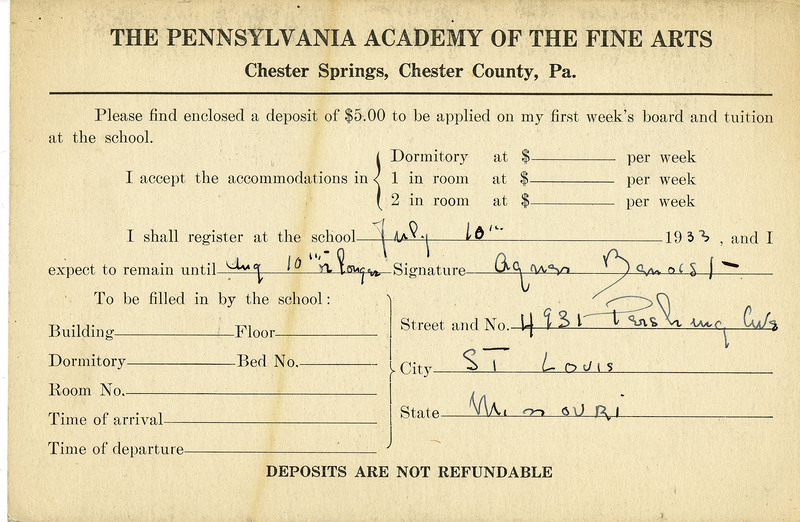 THE PENNSYLVANIA ACADEMY OF THE FINE ARTS
Chester Springs, Chester County, Pa.
Please find enclosed a deposit of $5.00 to be applied on my first week's board and tuition
at the school.
I accept the accommodations in
Dormitory at $ per week
1 in room at $ per week
2 in room at $ per week
I shall register at the school July 10th 1933, and I
expect to remain until Aug 10th or longer Signature Agnes Benoist
To be filled in by the school:
Building Floor
Dormitory Bed No.
Room No.
Time of arrival
Time of departure
Street and No. 4931 Pershing Ave
City ST LOUIS
State Missouri
DEPOSITS ARE NOT REFUNDABLE